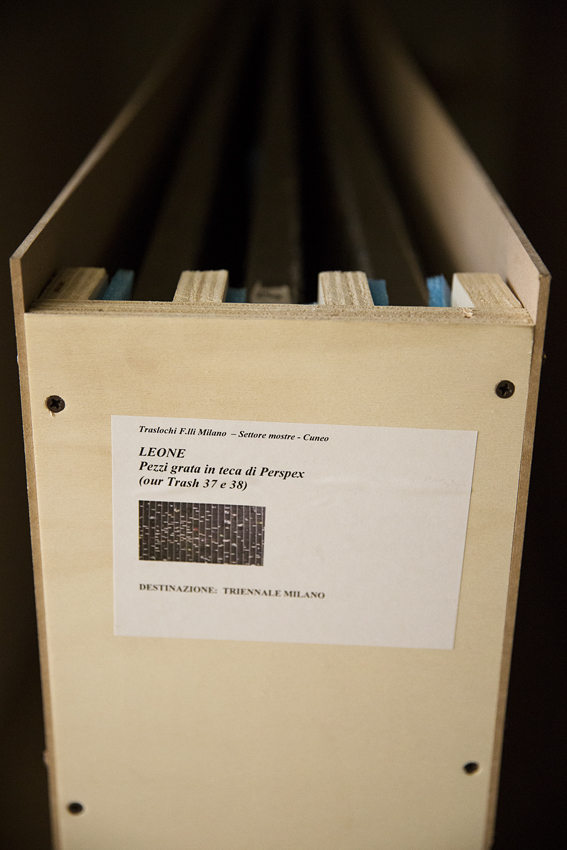 Traslochi F.lli Milano – Settore mostre - Cuneo
LEONE
Pezzi grata in teca di Perspex
(our Trash 37 e 38)
DESTINAZIONE: TRIENNALE MILANO